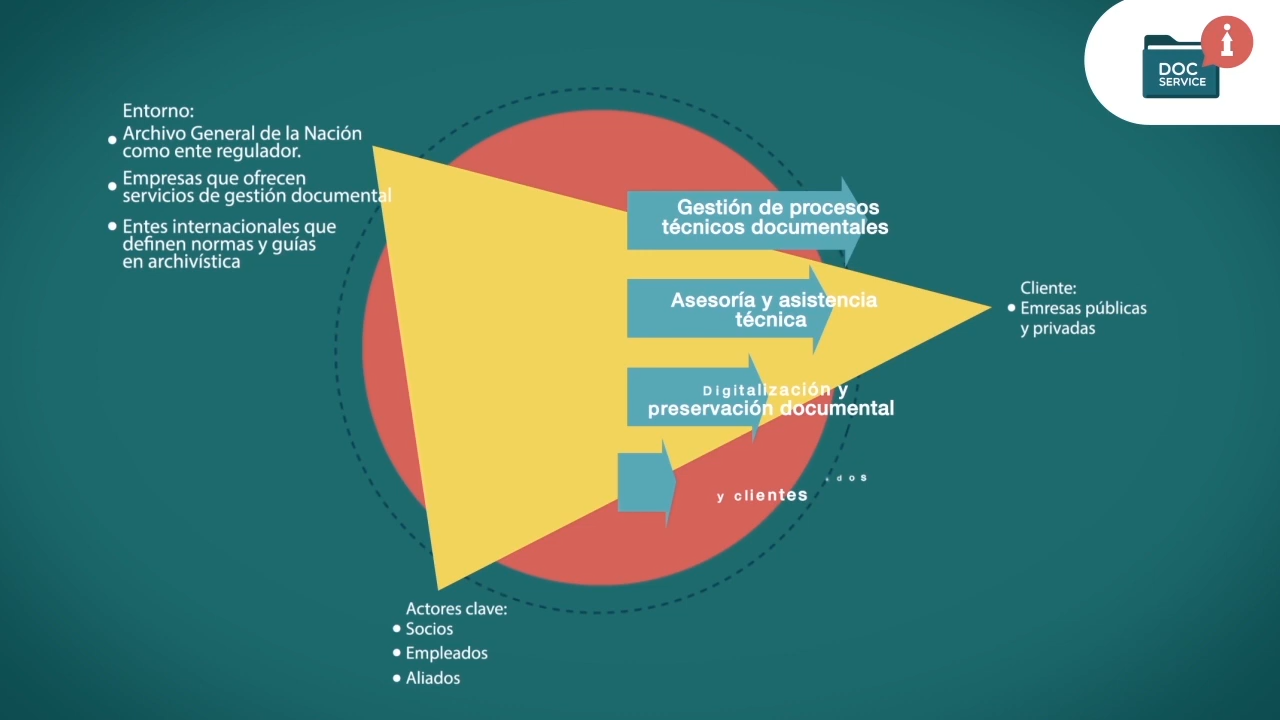 DOC
SERVICE
Entorno:
Archivo General de la Nación
como ente regulador.
Empresas que ofrecen
servicios de gestión documental
Entes internacionales que
definen normas y guías
en archivística
Gestión de procesos
técnicos documentales
Asesoría y asistencia
técnica
Digitalización y
preservación documental
y clientes
Cliente:
Emresas públicas
y privadas
Actores clave:
Socios
Empleados
Aliados